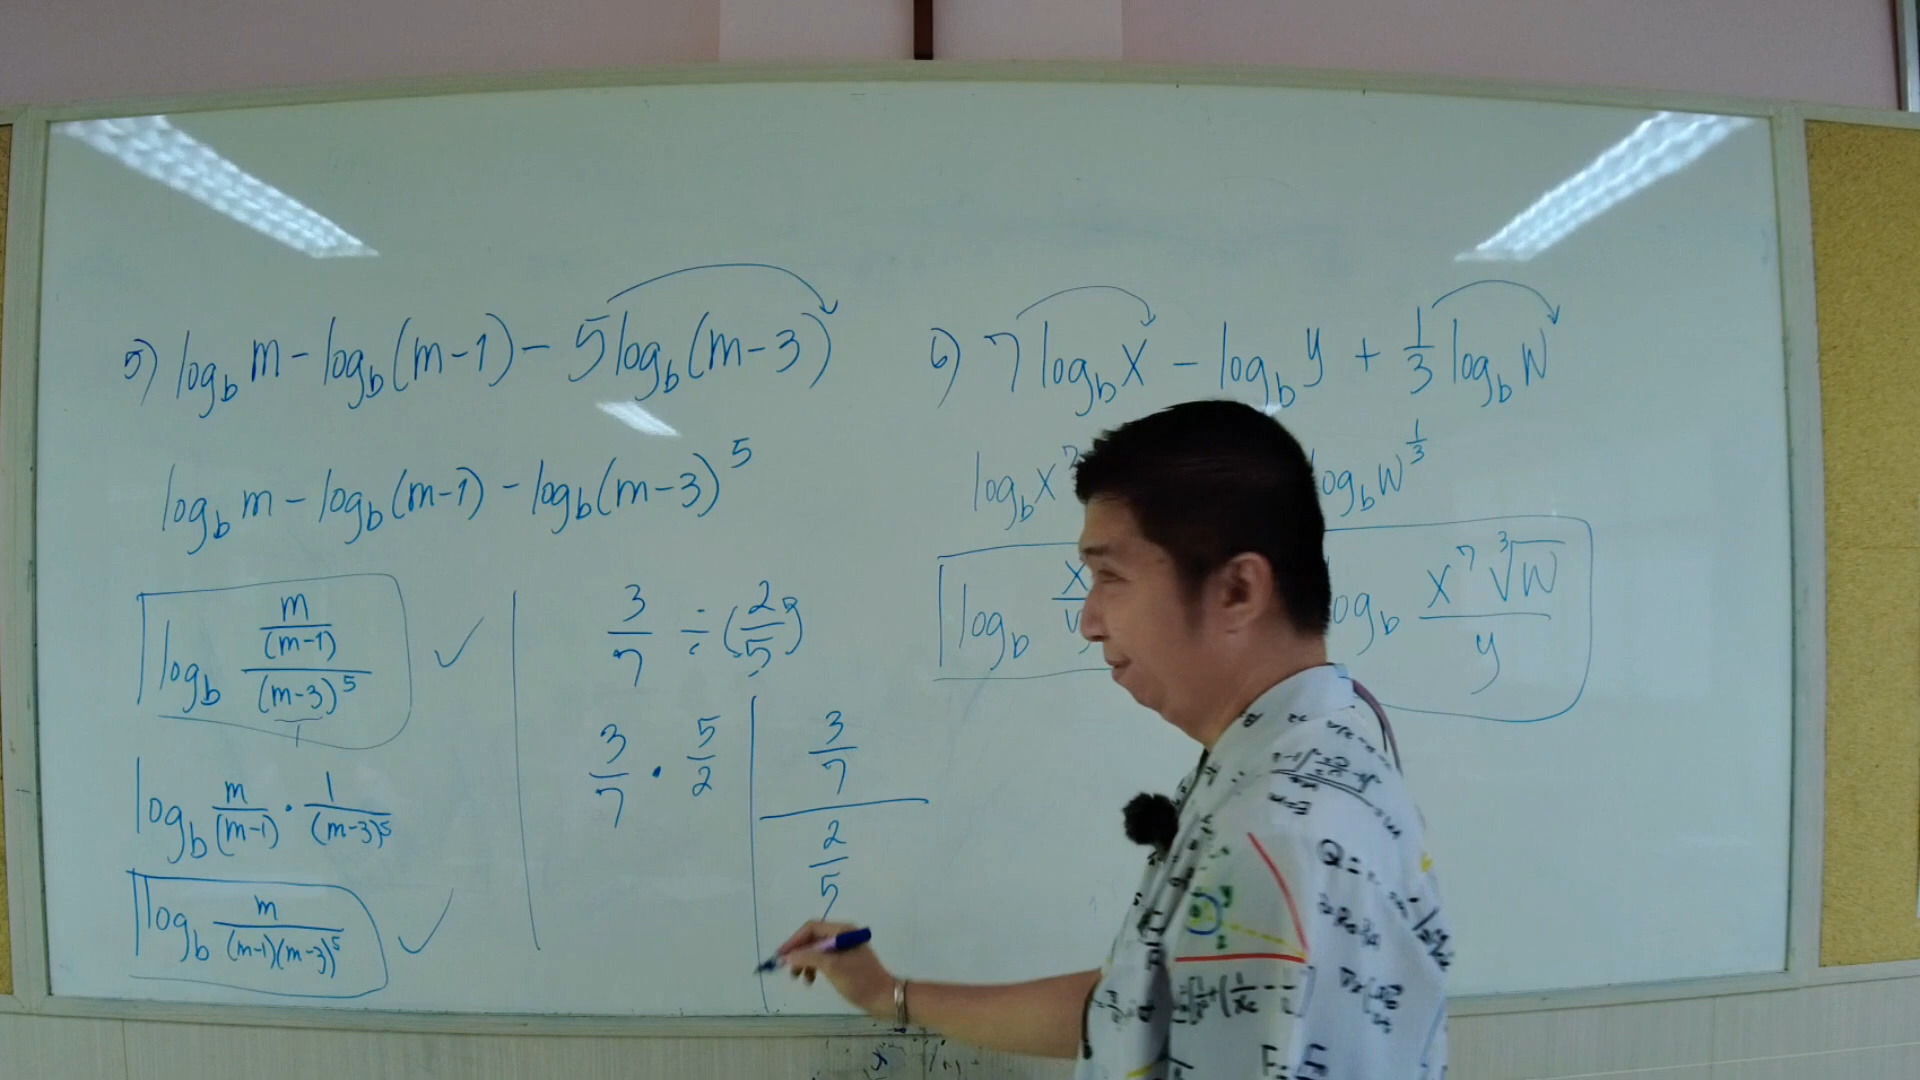 5) log_b m - log_b (m-1) - 5 log_b (m-3)
log_b m - log_b (m-1) - log_b (m-3)^5
log_b (m/(m-1))/((m-3)^5) ✓
log_b m/(m-1) · 1/(m-3)^5
log_b m/((m-1)(m-3)^5) ✓
3/7 ÷ (2/5)
3/7 · 5/2
3/7
2/5
6) 7 log_b x - log_b y + 1/3 log_b w
log_b x^7
log_b w^(1/3)
log_b x
log_b (x^7 ∛w)/y
Q=